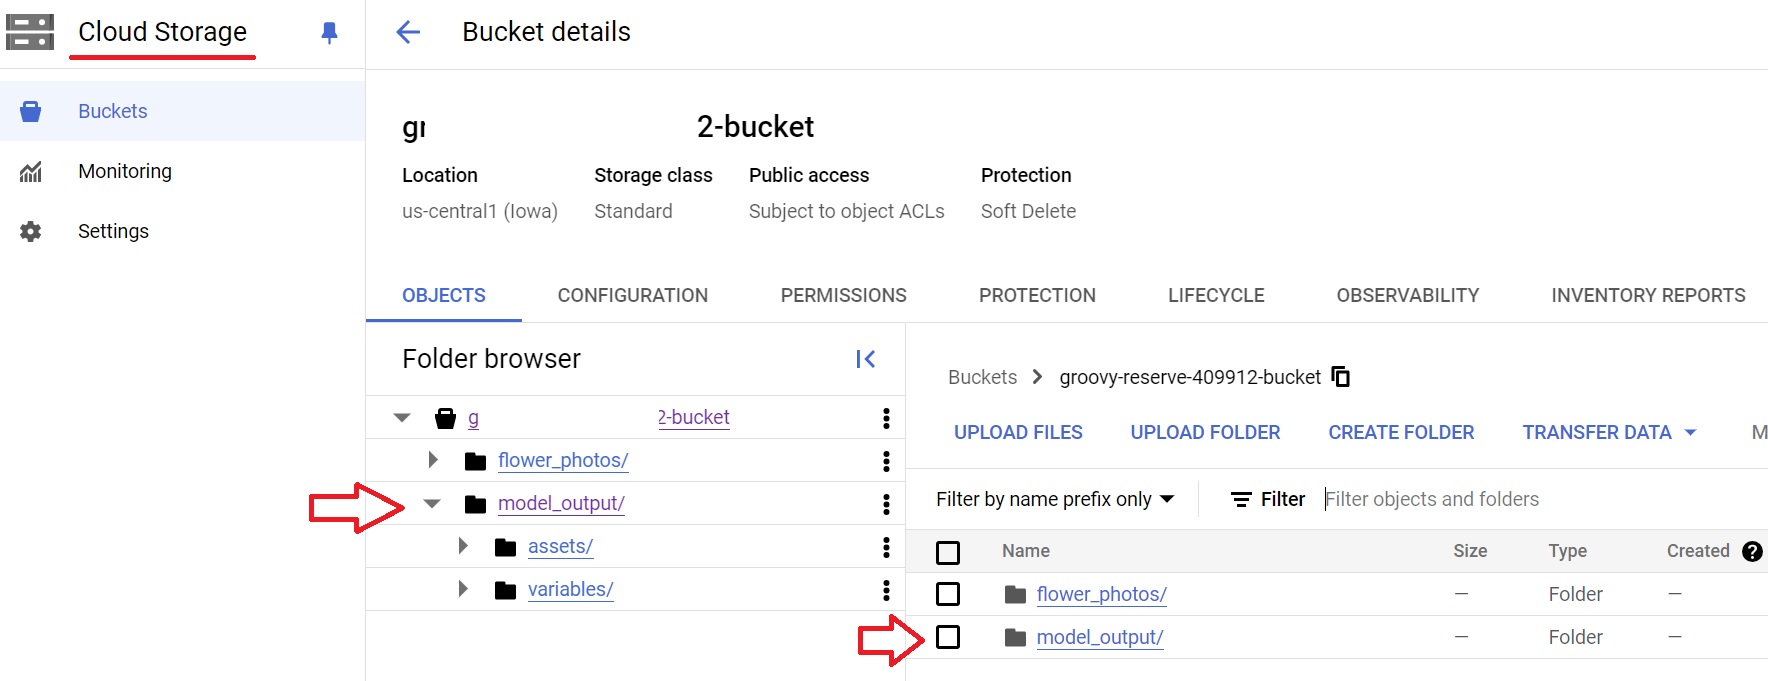 Cloud Storage
Buckets
Monitoring
Settings
Bucket details
gr 2-bucket
Location Storage class Public access Protection
us-central1 (Iowa) Standard Subject to object ACLs Soft Delete
OBJECTS CONFIGURATION PERMISSIONS PROTECTION LIFECYCLE OBSERVABILITY INVENTORY REPORTS
Folder browser
g 2-bucket
flower_photos/
model_output/
assets/
variables/
Buckets > groovy-reserve-409912-bucket
UPLOAD FILES UPLOAD FOLDER CREATE FOLDER TRANSFER DATA M
Filter by name prefix only Filter Filter objects and folders
Name Size Type Created ?
flower_photos/ — Folder —
model_output/ — Folder —